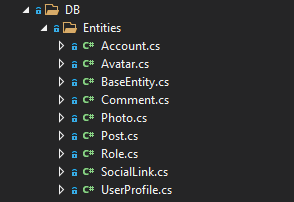 DB
Entities
C# Account.cs
C# Avatar.cs
C# BaseEntity.cs
C# Comment.cs
C# Photo.cs
C# Post.cs
C# Role.cs
C# SocialLink.cs
C# UserProfile.cs